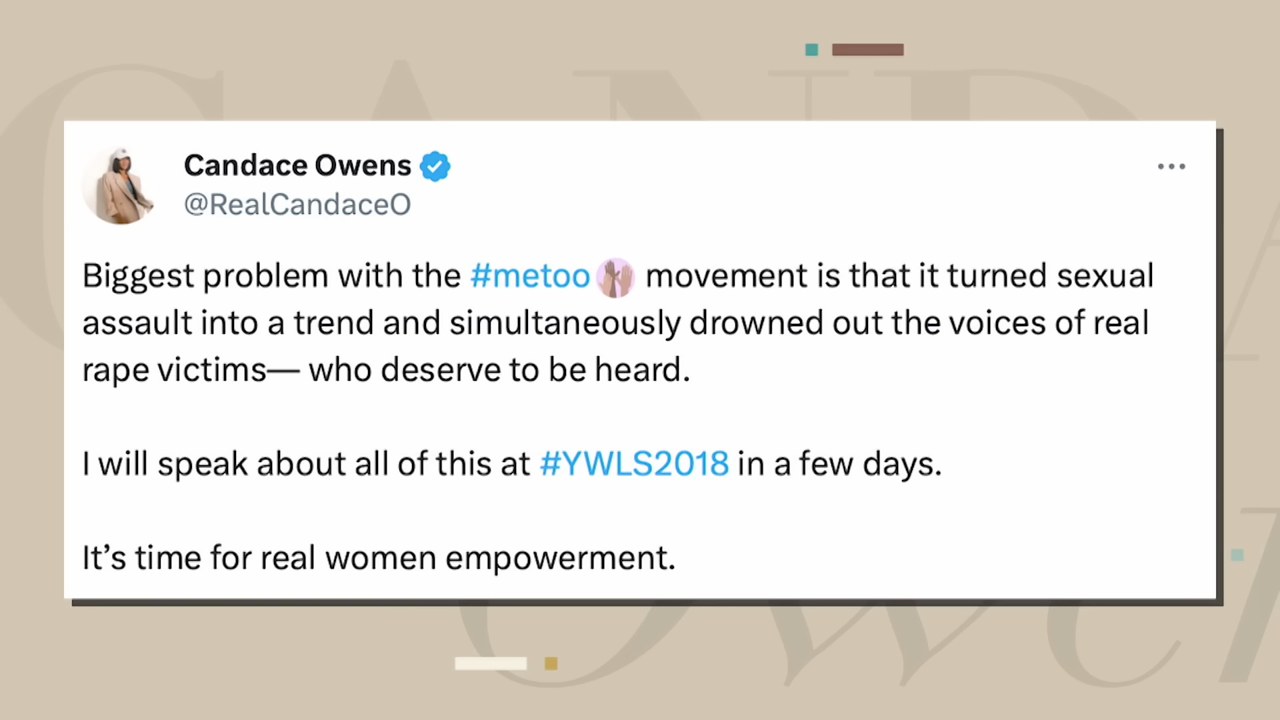 Candace Owens
@RealCandaceO
Biggest problem with the #metoo movement is that it turned sexual
assault into a trend and simultaneously drowned out the voices of real
rape victims— who deserve to be heard.
I will speak about all of this at #YWLS2018 in a few days.
It’s time for real women empowerment.